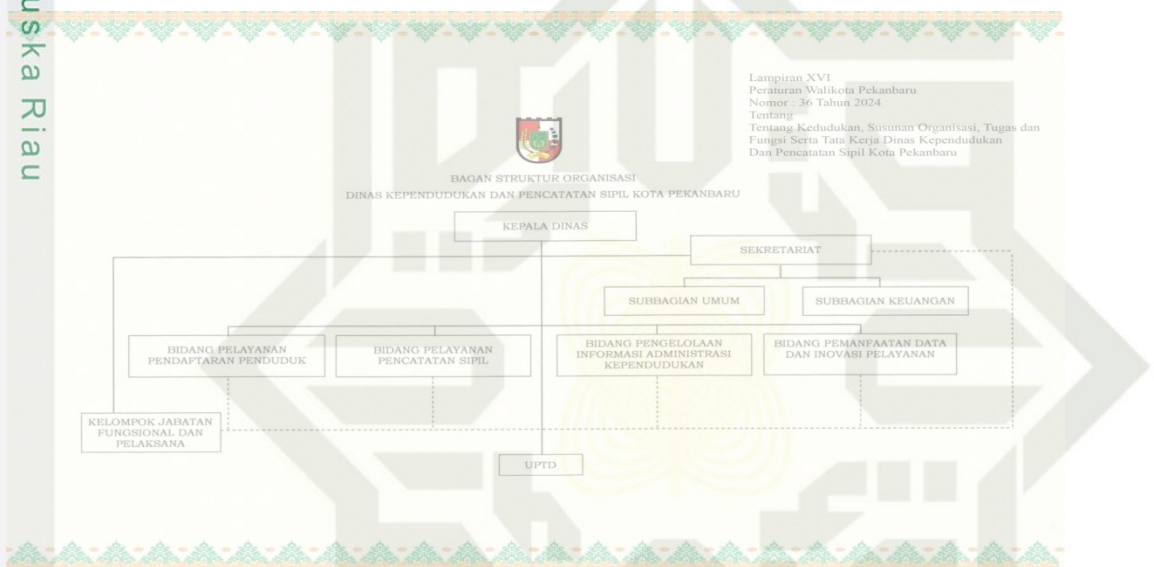 uska Riau
Lampiran XVI
Peraturan Walikota Pekanbaru
Nomor : 36 Tahun 2024
Tentang
Tentang Kedudukan, Susunan Organisasi, Tugas dan
Fungsi Serta Tata Kerja Dinas Kependudukan
Dan Pencatatan Sipil Kota Pekanbaru
BAGAN STRUKTUR ORGANISASI
DINAS KEPENDUDUKAN DAN PENCATATAN SIPIL KOTA PEKANBARU
KEPALA DINAS
SEKRETARIAT
SUBBAGIAN UMUM
SUBBAGIAN KEUANGAN
BIDANG PELAYANAN
PENDAFTARAN PENDUDUK
BIDANG PELAYANAN
PENCATATAN SIPIL
BIDANG PENGELOLAAN
INFORMASI ADMINISTRASI
KEPENDUDUKAN
BIDANG PEMANFAATAN DATA
DAN INOVASI PELAYANAN
KELOMPOK JABATAN
FUNGSIONAL DAN
PELAKSANA
UPTD